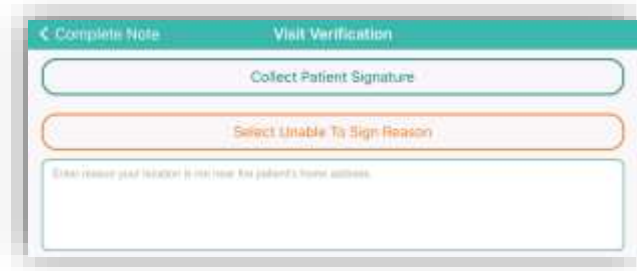 Complete Note Visit Verification
Collect Patient Signature
Select Unable To Sign Reason
Enter reason your location is not near the patient's home address.